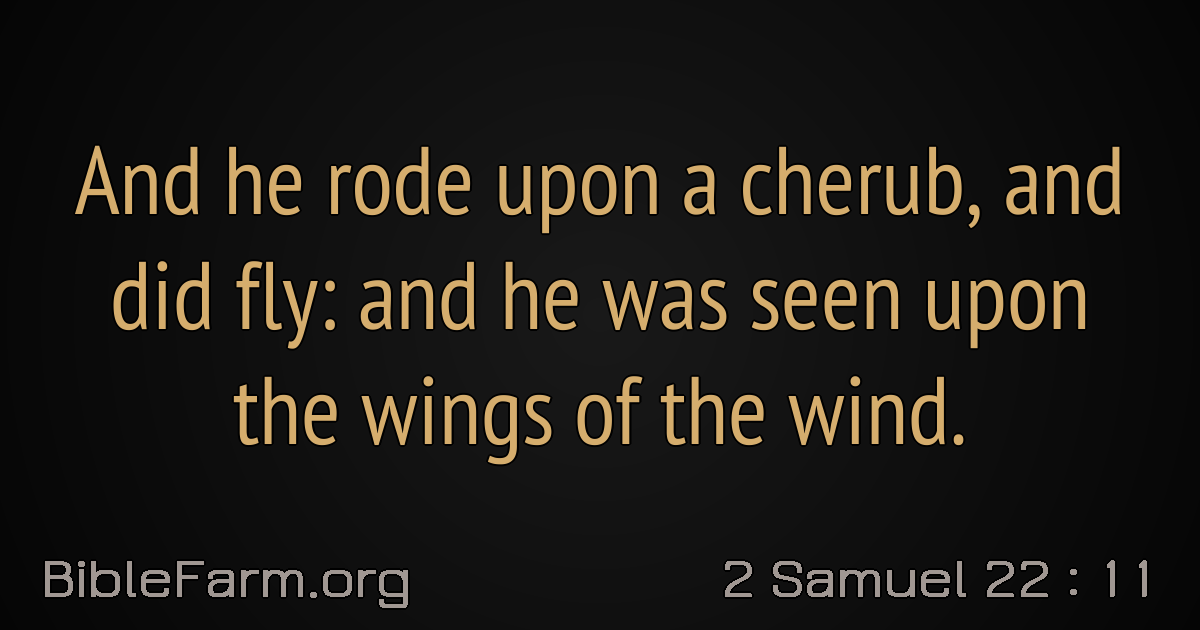 And he rode upon a cherub, and
did fly: and he was seen upon
the wings of the wind.
BibleFarm.org
2 Samuel 22 : 11